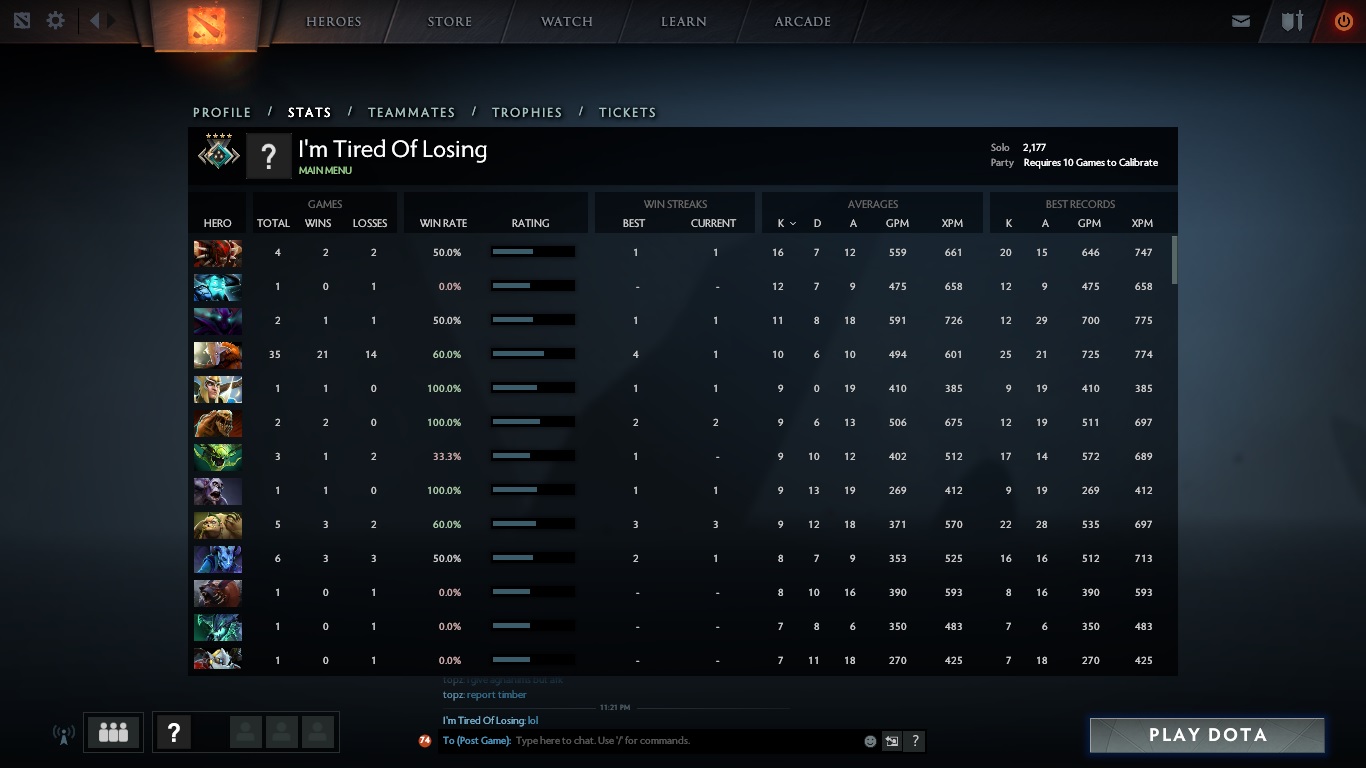 HEROES STORE WATCH LEARN ARCADE
PROFILE / STATS / TEAMMATES / TROPHIES / TICKETS
? I'm Tired Of Losing
MAIN MENU
Solo 2,177
Party Requires 10 Games to Calibrate
GAMES WIN STREAKS AVERAGES BEST RECORDS
HERO TOTAL WINS LOSSES WIN RATE RATING BEST CURRENT K D A GPM XPM K A GPM XPM
4 2 2 50.0% 1 1 16 7 12 559 661 20 15 646 747
1 0 1 0.0% - - 12 7 9 475 658 12 9 475 658
2 1 1 50.0% 1 1 11 8 18 591 726 12 29 700 775
35 21 14 60.0% 4 1 10 6 10 494 601 25 21 725 774
1 1 0 100.0% 1 1 9 0 19 410 385 9 19 410 385
2 2 0 100.0% 2 2 9 6 13 506 675 12 19 511 697
3 1 2 33.3% 1 - 9 10 12 402 512 17 14 572 689
1 1 0 100.0% 1 1 9 13 19 269 412 9 19 269 412
5 3 2 60.0% 3 3 9 12 18 371 570 22 28 535 697
6 3 3 50.0% 2 1 8 7 9 353 525 16 16 512 713
1 0 1 0.0% - - 8 10 16 390 593 8 16 390 593
1 0 1 0.0% - - 7 8 6 350 483 7 6 350 483
1 0 1 0.0% - - 7 11 18 270 425 7 18 270 425
topz:
topz: report timber
11:21 PM
I'm Tired Of Losing: lol
74 To (Post Game): Type here to chat. Use '/' for commands. ?
?
PLAY DOTA